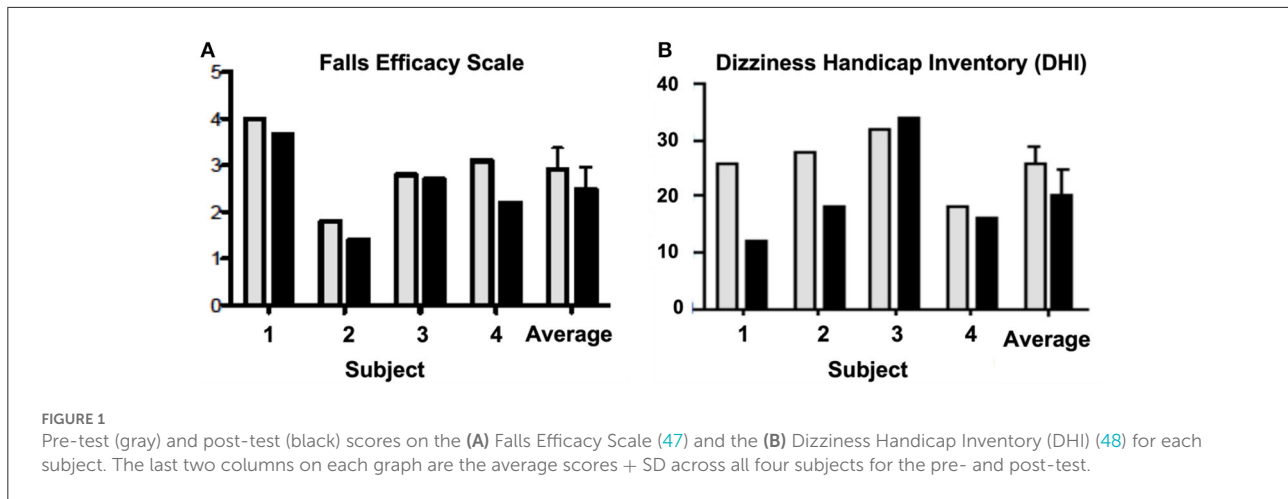 A
Falls Efficacy Scale
5
4
3
2
1
0
1 2 3 4 Average
Subject
B
Dizziness Handicap Inventory (DHI)
40
30
20
10
0
1 2 3 4 Average
Subject
FIGURE 1
Pre-test (gray) and post-test (black) scores on the (A) Falls Efficacy Scale (47) and the (B) Dizziness Handicap Inventory (DHI) (48) for each
subject. The last two columns on each graph are the average scores + SD across all four subjects for the pre- and post-test.